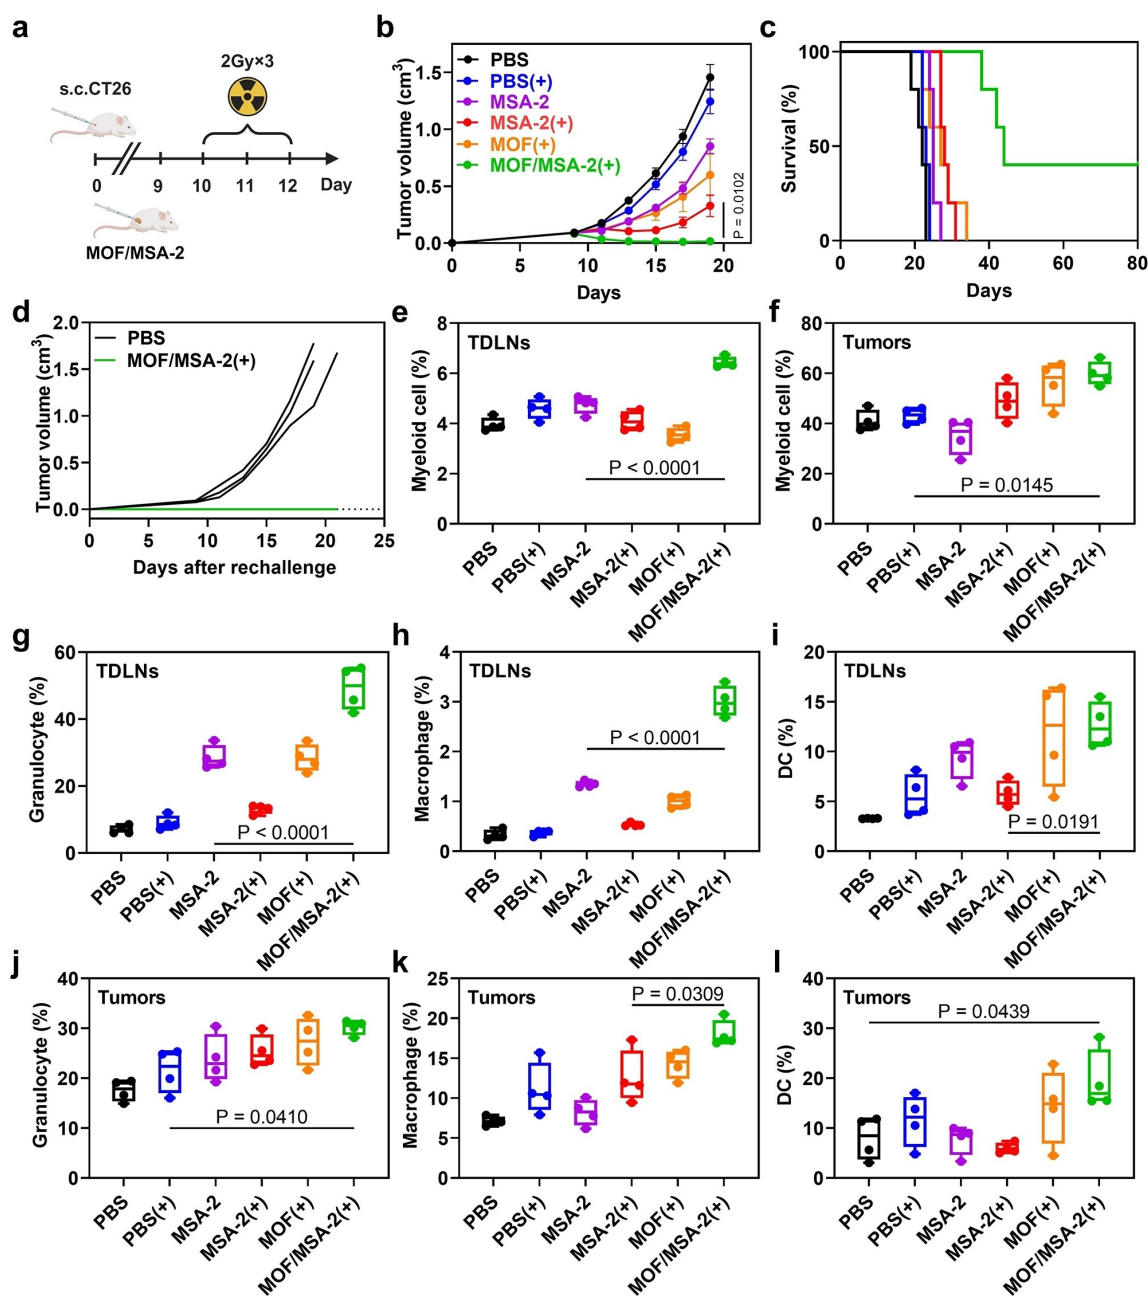 a
s.c.CT26
2Gy×3
0
9
10
11
12
Day
MOF/MSA-2
b
Tumor volume (cm³)
1.5
1.0
0.5
0.0
PBS
PBS(+)
MSA-2
MSA-2(+)
MOF(+)
MOF/MSA-2(+)
P = 0.0102
0
5
10
15
20
Days
c
Survival (%)
100
50
0
0
20
40
60
80
Days
d
Tumor volume (cm³)
2.0
1.5
1.0
0.5
0.0
PBS
MOF/MSA-2(+)
0
5
10
15
20
25
Days after rechallenge
e
Myeloid cell (%)
8
6
4
2
0
TDLNs
P < 0.0001
PBS
PBS(+)
MSA-2
MSA-2(+)
MOF(+)
MOF/MSA-2(+)
f
Myeloid cell (%)
80
60
40
20
0
Tumors
P = 0.0145
PBS
PBS(+)
MSA-2
MSA-2(+)
MOF(+)
MOF/MSA-2(+)
g
Granulocyte (%)
60
40
20
0
TDLNs
P < 0.0001
PBS
PBS(+)
MSA-2
MSA-2(+)
MOF(+)
MOF/MSA-2(+)
h
Macrophage (%)
4
3
2
1
0
TDLNs
P < 0.0001
PBS
PBS(+)
MSA-2
MSA-2(+)
MOF(+)
MOF/MSA-2(+)
i
DC (%)
20
15
10
5
0
TDLNs
P = 0.0191
PBS
PBS(+)
MSA-2
MSA-2(+)
MOF(+)
MOF/MSA-2(+)
j
Granulocyte (%)
40
30
20
10
0
Tumors
P = 0.0410
PBS
PBS(+)
MSA-2
MSA-2(+)
MOF(+)
MOF/MSA-2(+)
k
Macrophage (%)
25
20
15
10
5
0
Tumors
P = 0.0309
PBS
PBS(+)
MSA-2
MSA-2(+)
MOF(+)
MOF/MSA-2(+)
l
DC (%)
40
30
20
10
0
Tumors
P = 0.0439
PBS
PBS(+)
MSA-2
MSA-2(+)
MOF(+)
MOF/MSA-2(+)